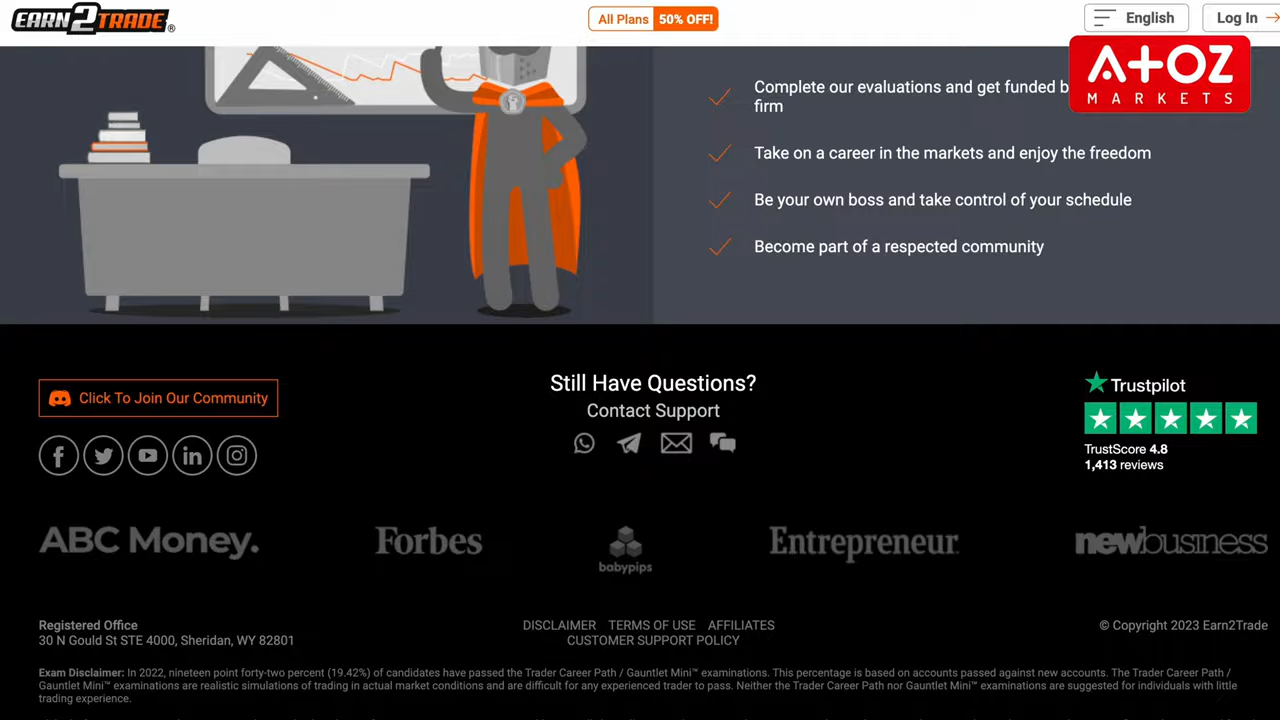 EARN2TRADE®
All Plans 50% OFF!
English
Log In
A+OZ
MARKETS
Complete our evaluations and get funded b
firm
Take on a career in the markets and enjoy the freedom
Be your own boss and take control of your schedule
Become part of a respected community
Click To Join Our Community
Still Have Questions?
Contact Support
Trustpilot
TrustScore 4.8
1,413 reviews
ABC Money.
Forbes
babypips
Entrepreneur
newbusiness
Registered Office
30 N Gould St STE 4000, Sheridan, WY 82801
DISCLAIMER TERMS OF USE AFFILIATES
CUSTOMER SUPPORT POLICY
© Copyright 2023 Earn2Trade
Exam Disclaimer: In 2022, nineteen point forty-two percent (19.42%) of candidates have passed the Trader Career Path / Gauntlet Mini™ examinations. This percentage is based on accounts passed against new accounts. The Trader Career Path /
Gauntlet Mini™ examinations are realistic simulations of trading in actual market conditions and are difficult for any experienced trader to pass. Neither the Trader Career Path nor Gauntlet Mini™ examinations are suggested for individuals with little
trading experience.